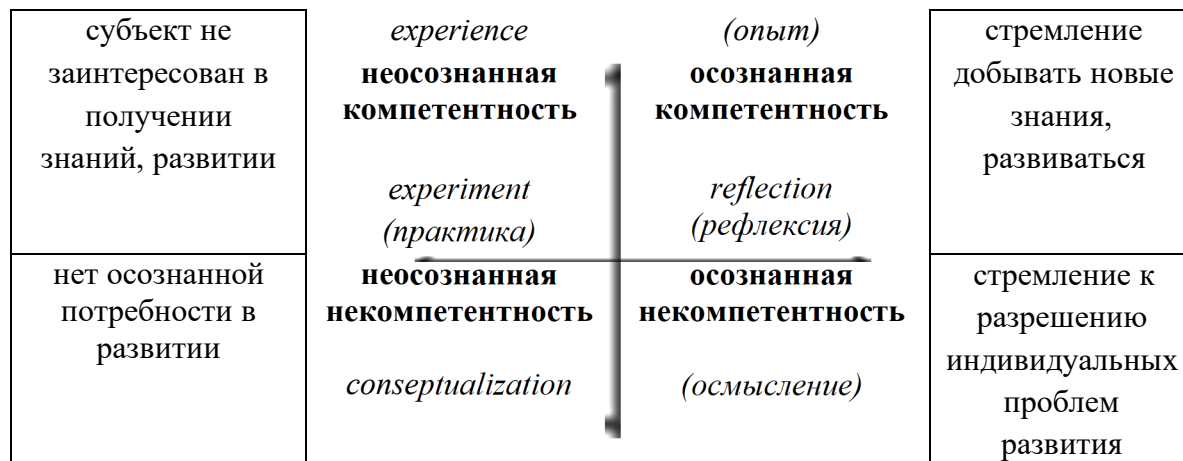 субъект не
заинтересован в
получении
знаний, развитии
experience
неосознанная
компетентность
experiment
(практика)
(опыт)
осознанная
компетентность
reflection
(рефлексия)
стремление
добывать новые
знания,
развиваться
нет осознанной
потребности в
развитии
неосознанная
некомпетентность
conseptualization
осознанная
некомпетентность
(осмысление)
стремление к
разрешению
индивидуальных
проблем
развития